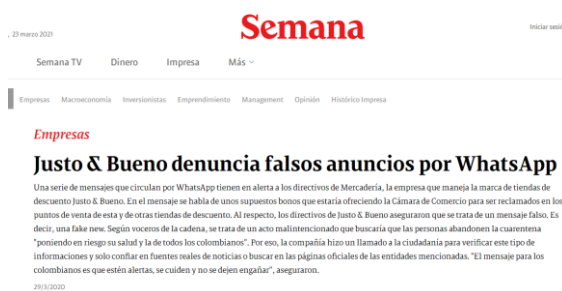 , 23 marzo 2021
Semana
Iniciar sesi
Semana TV Dinero Impresa Más
Empresas Macroeconomía Inversionistas Emprendimiento Management Opinión Histórico Impresa
Empresas
Justo & Bueno denuncia falsos anuncios por WhatsApp
Una serie de mensajes que circulan por WhatsApp tienen en alerta a los directivos de Mercadería, la empresa que maneja la marca de tiendas de
descuento Justo & Bueno. En el mensaje se habla de unos supuestos bonos que estaría ofreciendo la Cámara de Comercio para ser reclamados en los
puntos de venta de esta y de otras tiendas de descuento. Al respecto, los directivos de Justo & Bueno aseguraron que se trata de un mensaje falso. Es
decir, una fake new. Según voceros de la cadena, se trata de un acto malintencionado que buscaría que las personas abandonen la cuarentena
"poniendo en riesgo su salud y la de todos los colombianos". Por eso, la compañía hizo un llamado a la ciudadanía para verificar este tipo de
informaciones y solo confiar en fuentes reales de noticias o buscar en las páginas oficiales de las entidades mencionadas. "El mensaje para los
colombianos es que estén alertas, se cuiden y no se dejen engañar", aseguraron.
29/3/2020